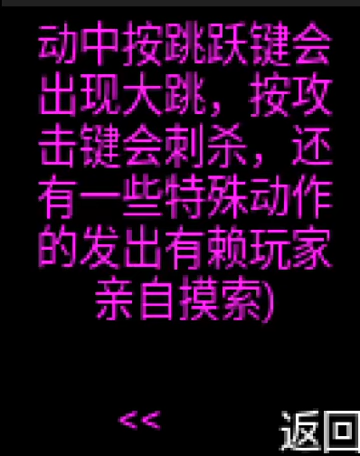 动中按跳跃键会
出现大跳，按攻
击键会刺杀，还
有一些特殊动作
的发出有赖玩家
亲自摸索)
<<
返回